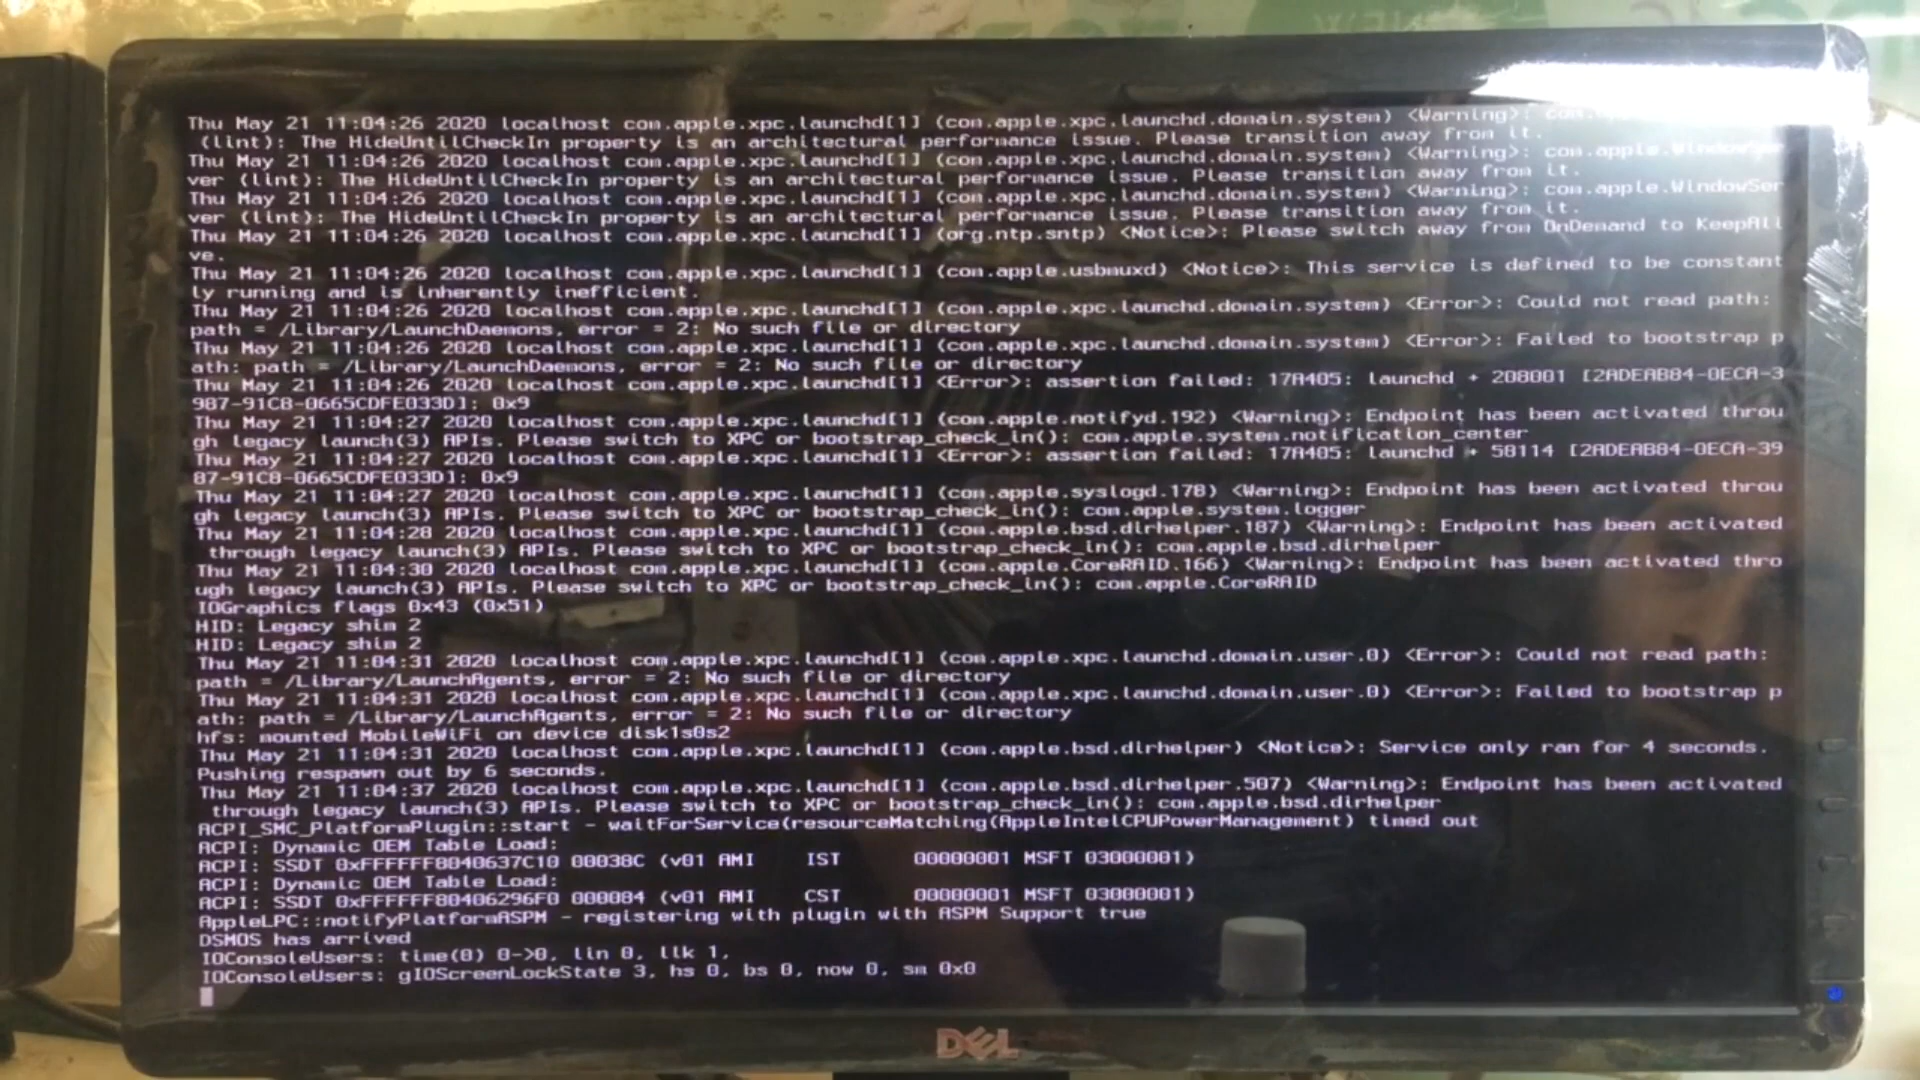 Thu May 21 11:04:26 2020 localhost com.apple.xpc.launchd[1] (com.apple.xpc.launchd.domain.system) <Warning>:
(lint): The HideUntilCheckIn property is an architectural performance issue. Please transition away from it.
Thu May 21 11:04:26 2020 localhost com.apple.xpc.launchd[1] (com.apple.xpc.launchd.domain.system) <Warning>: com.apple.WindowSer
ver (lint): The HideUntilCheckIn property is an architectural performance issue. Please transition away from it.
Thu May 21 11:04:26 2020 localhost com.apple.xpc.launchd[1] (com.apple.xpc.launchd.domain.system) <Warning>: com.apple.WindowSer
ver (lint): The HideUntilCheckIn property is an architectural performance issue. Please transition away from it.
Thu May 21 11:04:26 2020 localhost com.apple.xpc.launchd[1] (org.ntp.sntp) <Notice>: Please switch away from OnDemand to KeepAli
ve.
Thu May 21 11:04:26 2020 localhost com.apple.xpc.launchd[1] (com.apple.usbmuxd) <Notice>: This service is defined to be constant
ly running and is inherently inefficient.
Thu May 21 11:04:26 2020 localhost com.apple.xpc.launchd[1] (com.apple.xpc.launchd.domain.system) <Error>: Could not read path:
path = /Library/LaunchDaemons, error = 2: No such file or directory
Thu May 21 11:04:26 2020 localhost com.apple.xpc.launchd[1] (com.apple.xpc.launchd.domain.system) <Error>: Failed to bootstrap p
ath: path = /Library/LaunchDaemons, error = 2: No such file or directory
Thu May 21 11:04:26 2020 localhost com.apple.xpc.launchd[1] <Error>: assertion failed: 17A405: launchd + 208001 [2ADEAB84-0ECA-3
987-91C8-0665CDFE033D]: 0x9
Thu May 21 11:04:27 2020 localhost com.apple.xpc.launchd[1] (com.apple.notifyd.192) <Warning>: Endpoint has been activated throu
gh legacy launch(3) APIs. Please switch to XPC or bootstrap_check_in(): com.apple.system.notification_center
Thu May 21 11:04:27 2020 localhost com.apple.xpc.launchd[1] <Error>: assertion failed: 17A405: launchd + 58114 [2ADEAB84-0ECA-39
87-91C8-0665CDFE033D]: 0x9
Thu May 21 11:04:27 2020 localhost com.apple.xpc.launchd[1] (com.apple.syslogd.178) <Warning>: Endpoint has been activated throu
gh legacy launch(3) APIs. Please switch to XPC or bootstrap_check_in(): com.apple.system.logger
Thu May 21 11:04:28 2020 localhost com.apple.xpc.launchd[1] (com.apple.bsd.dirhelper.187) <Warning>: Endpoint has been activated
through legacy launch(3) APIs. Please switch to XPC or bootstrap_check_in(): com.apple.bsd.dirhelper
Thu May 21 11:04:30 2020 localhost com.apple.xpc.launchd[1] (com.apple.CoreRAID.166) <Warning>: Endpoint has been activated thro
ugh legacy launch(3) APIs. Please switch to XPC or bootstrap_check_in(): com.apple.CoreRAID
IOGraphics flags 0x43 (0x51)
HID: Legacy shim 2
HID: Legacy shim 2
Thu May 21 11:04:31 2020 localhost com.apple.xpc.launchd[1] (com.apple.xpc.launchd.domain.user.0) <Error>: Could not read path:
path = /Library/LaunchAgents, error = 2: No such file or directory
Thu May 21 11:04:31 2020 localhost com.apple.xpc.launchd[1] (com.apple.xpc.launchd.domain.user.0) <Error>: Failed to bootstrap p
ath: path = /Library/LaunchAgents, error = 2: No such file or directory
hfs: mounted MobileWiFi on device disk1s0s2
Thu May 21 11:04:31 2020 localhost com.apple.xpc.launchd[1] (com.apple.bsd.dirhelper) <Notice>: Service only ran for 4 seconds.
Pushing respawn out by 6 seconds.
Thu May 21 11:04:37 2020 localhost com.apple.xpc.launchd[1] (com.apple.bsd.dirhelper.507) <Warning>: Endpoint has been activated
through legacy launch(3) APIs. Please switch to XPC or bootstrap_check_in(): com.apple.bsd.dirhelper
ACPI_SMC_PlatformPlugin::start - waitForService(resourceMatching(AppleIntelCPUPowerManagement) timed out
ACPI: Dynamic OEM Table Load:
ACPI: SSDT 0xFFFFFF8040637C10 00038C (v01 AMI IST 00000001 MSFT 03000001)
ACPI: Dynamic OEM Table Load:
ACPI: SSDT 0xFFFFFF80406296F0 000084 (v01 AMI CST 00000001 MSFT 03000001)
AppleLPC::notifyPlatformASPM - registering with plugin with ASPM Support true
DSMOS has arrived
IOConsoleUsers: time(0) 0->0, lin 0, llk 1,
IOConsoleUsers: gIOScreenLockState 3, hs 0, bs 0, now 0, sm 0x0
DELL